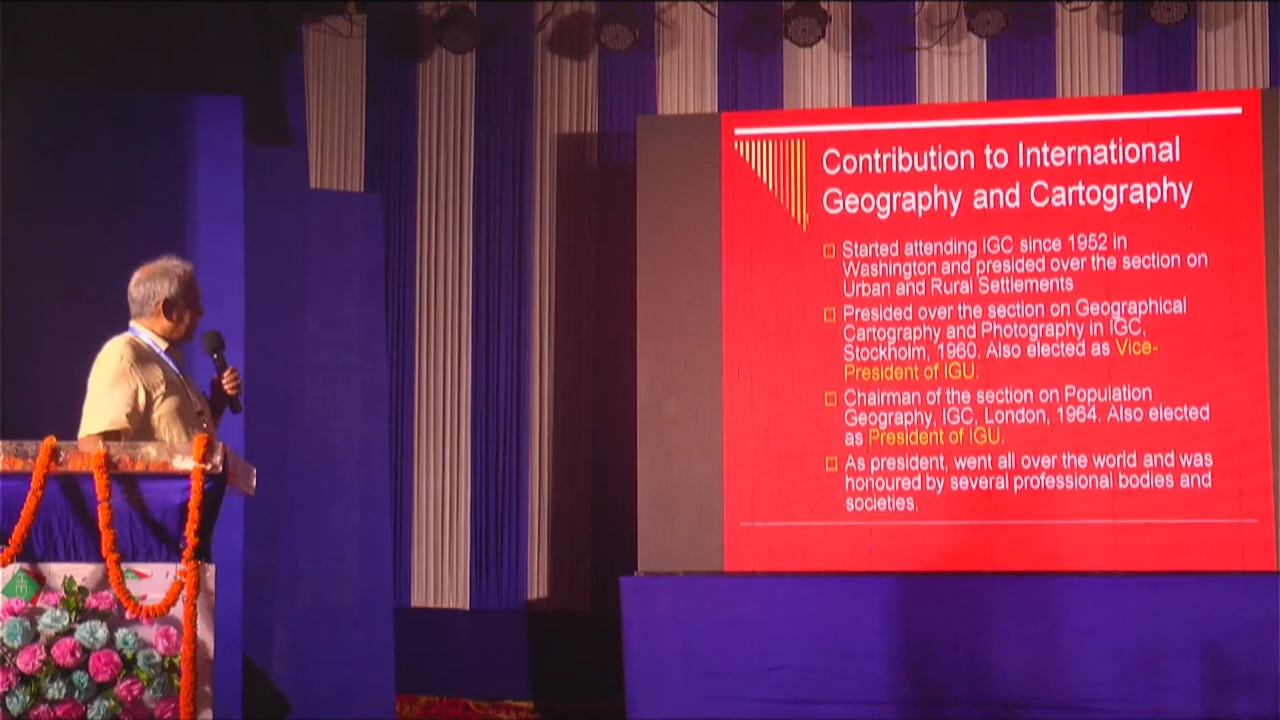 Contribution to International
Geography and Cartography
Started attending IGC since 1952 in
Washington and presided over the section on
Urban and Rural Settlements
Presided over the section on Geographical
Cartography and Photography in IGC,
Stockholm, 1960. Also elected as Vice-
President of IGU.
Chairman of the section on Population
Geography, IGC, London, 1964. Also elected
as President of IGU.
As president, went all over the world and was
honoured by several professional bodies and
societies.